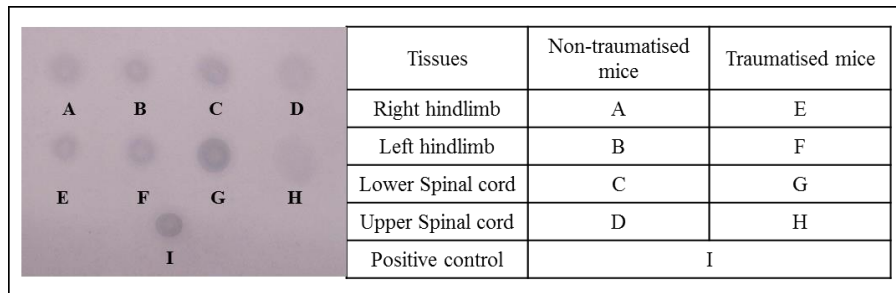 A B C D
E F G H
I
Tissues Non-traumatised mice Traumatised mice
Right hindlimb A E
Left hindlimb B F
Lower Spinal cord C G
Upper Spinal cord D H
Positive control I